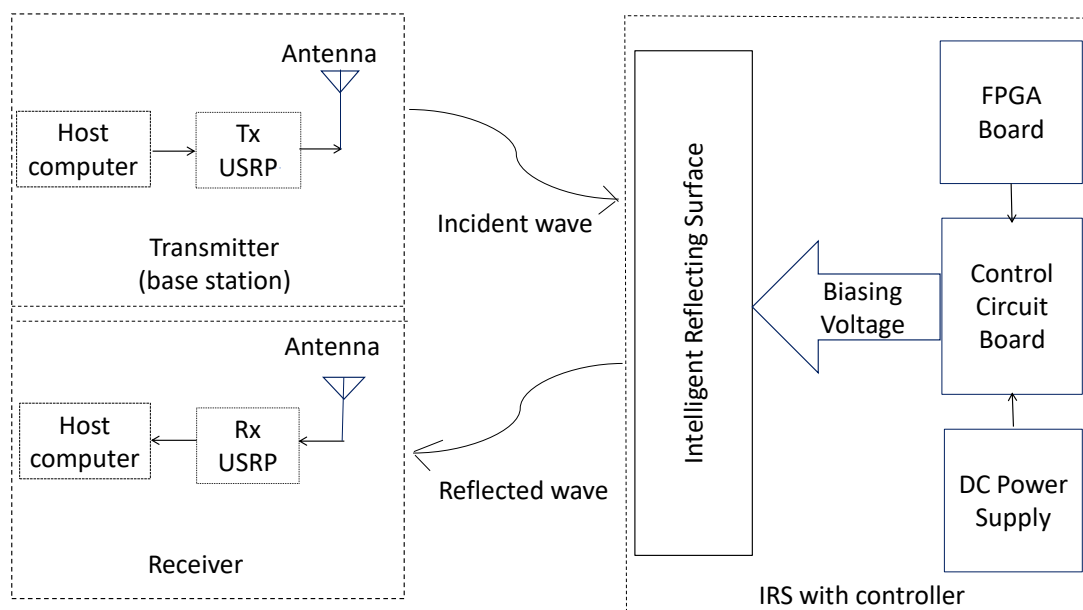 Antenna
Host
computer
Tx
USRP
Transmitter
(base station)
Incident wave
Antenna
Host
computer
Rx
USRP
Receiver
Reflected wave
Intelligent Reflecting Surface
Biasing
Voltage
FPGA
Board
Control
Circuit
Board
DC Power
Supply
IRS with controller